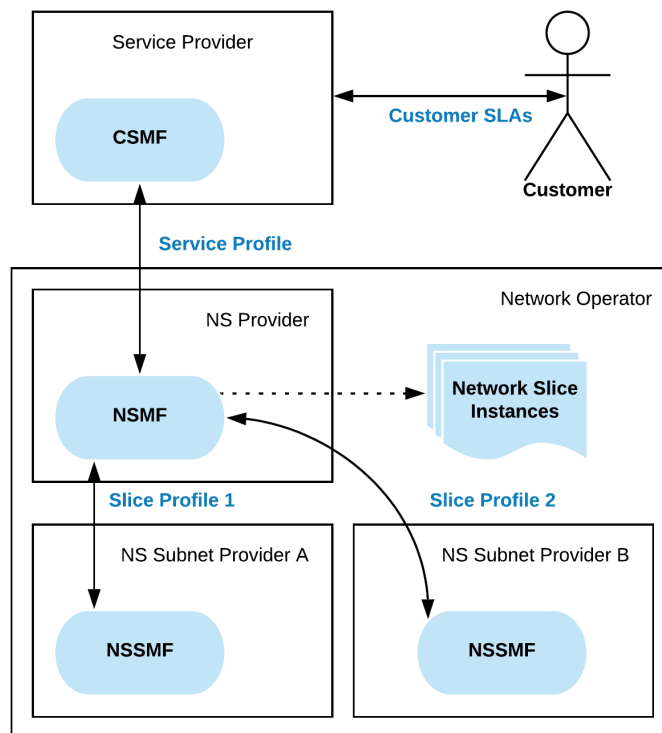 Service Provider
CSMF
Customer SLAs
Customer
Service Profile
Network Operator
NS Provider
NSMF
Network Slice
Instances
Slice Profile 1
Slice Profile 2
NS Subnet Provider A
NS Subnet Provider B
NSSMF
NSSMF